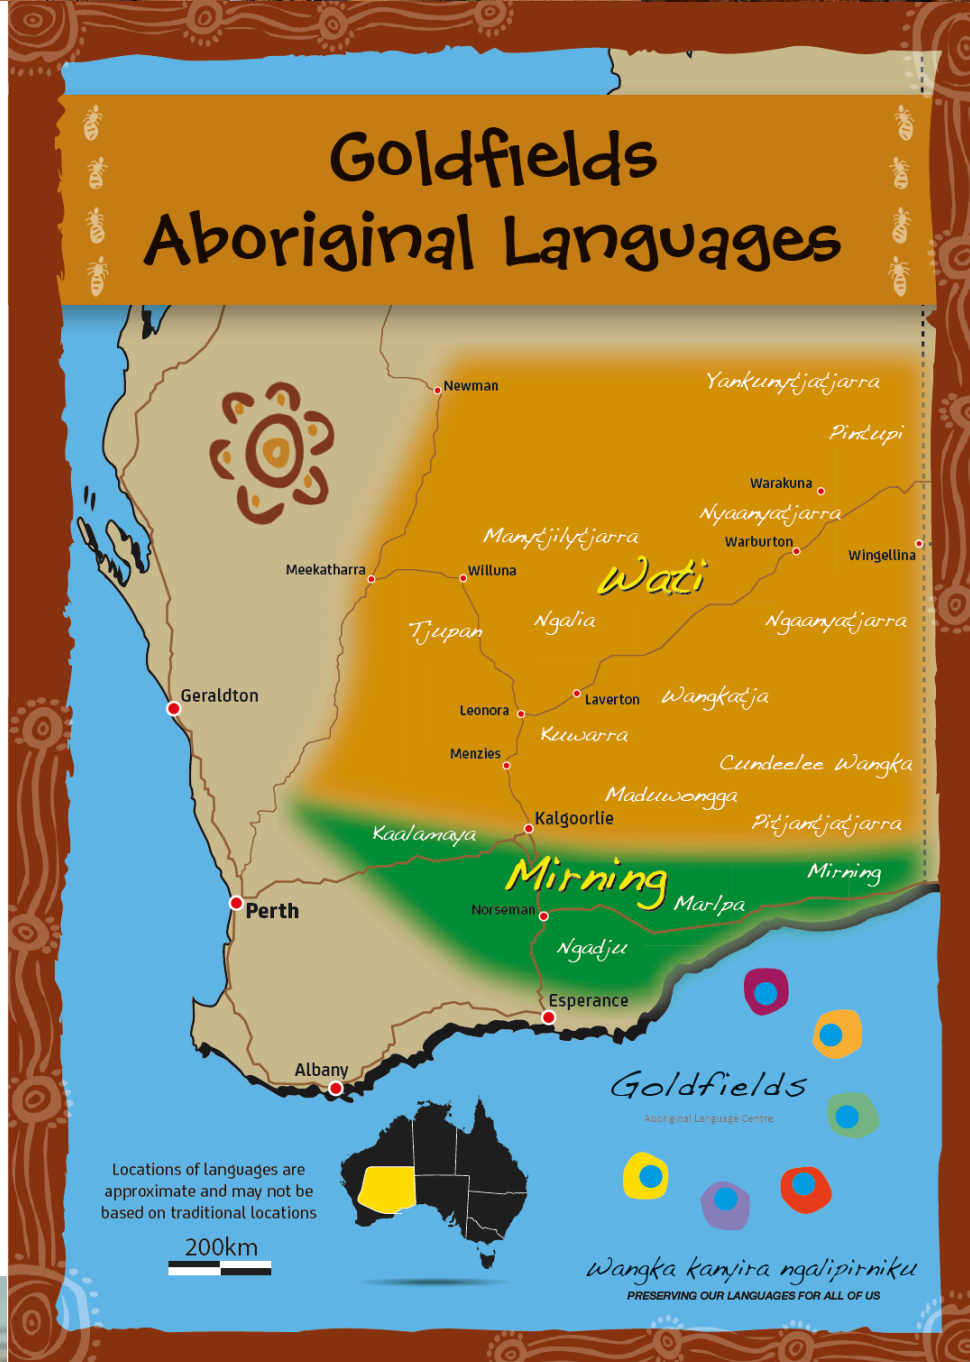 Goldfields
Aboriginal Languages
Newman
Yankunytjatjarra
Pintupi
Warakuna
Nyaanyatjarra
Manytjilytjarra
Warburton
Wingellina
Meekatharra
Willuna
Wati
Tjupan
Ngalia
Ngaanyatjarra
Geraldton
Laverton
Wangkatja
Leonora
Kuwarra
Menzies
Cundeelee Wangka
Maduwongga
Kalgoorlie
Pitjantjatjarra
Kaalamaya
Mirning
Mirning
Perth
Norseman
Marlpa
Ngadju
Esperance
Albany
Goldfields
Aboriginal Language Centre
Locations of languages are
approximate and may not be
based on traditional locations
200km
Wangka kanyira ngalipirniku
PRESERVING OUR LANGUAGES FOR ALL OF US